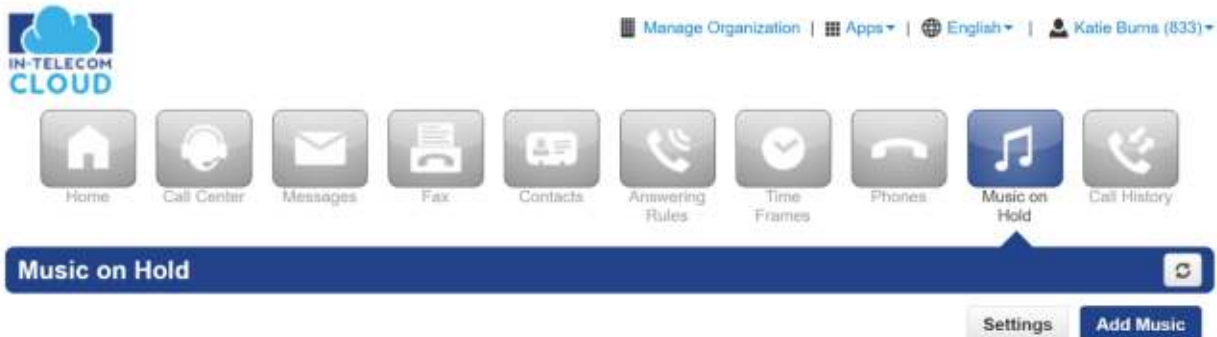 IN-TELECOM
CLOUD
Manage Organization | Apps | English | Katie Burns (833)
Home
Call Center
Messages
Fax
Contacts
Answering
Rules
Time
Frames
Phones
Music on
Hold
Call History
Music on Hold
Settings
Add Music